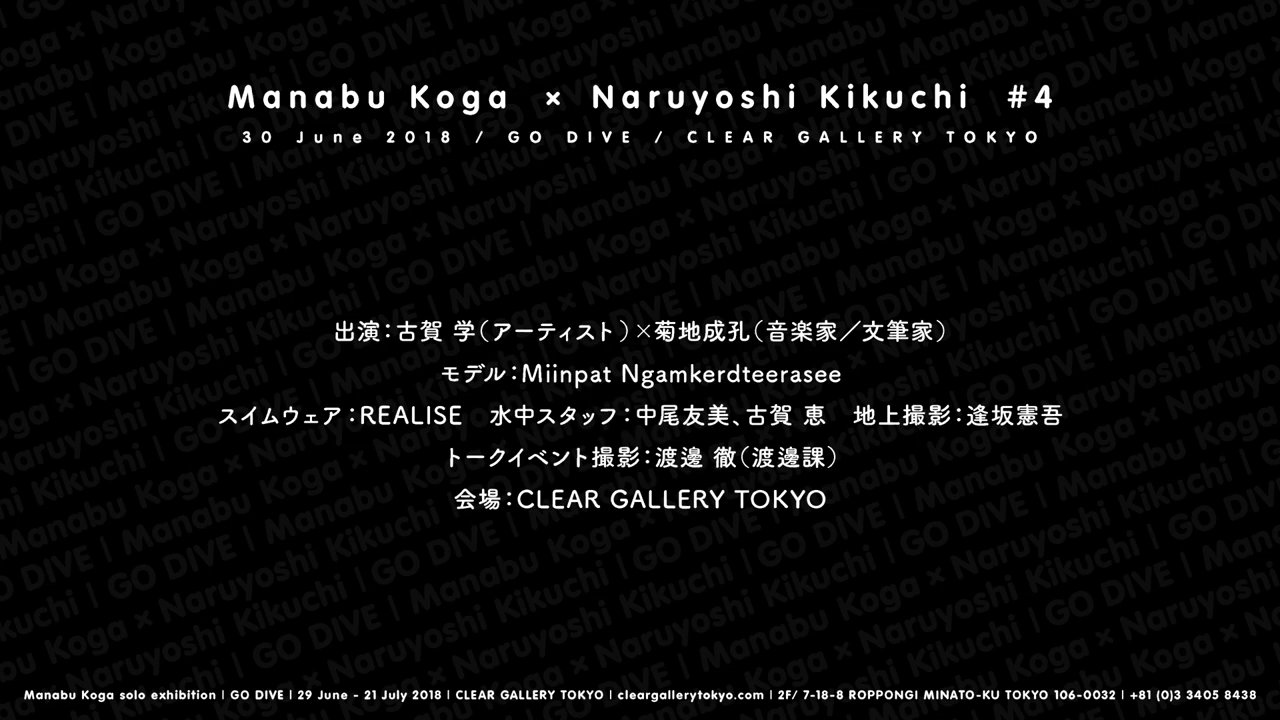 Manabu Koga × Naruyoshi Kikuchi #4
30 June 2018 / GO DIVE / CLEAR GALLERY TOKYO
出演：古賀 学（アーティスト）×菊地成孔（音楽家／文筆家）
モデル：Miinpat Ngamkerdteerasee
スイムウェア：REALISE　水中スタッフ：中尾友美、古賀 恵　地上撮影：逢坂憲吾
トークイベント撮影：渡邊 徹（渡邊課）
会場：CLEAR GALLERY TOKYO
Manabu Koga solo exhibition | GO DIVE | 29 June - 21 July 2018 | CLEAR GALLERY TOKYO | cleargallerytokyo.com | 2F/ 7-18-8 ROPPONGI MINATO-KU TOKYO 106-0032 | +81 (0)3 3405 8438